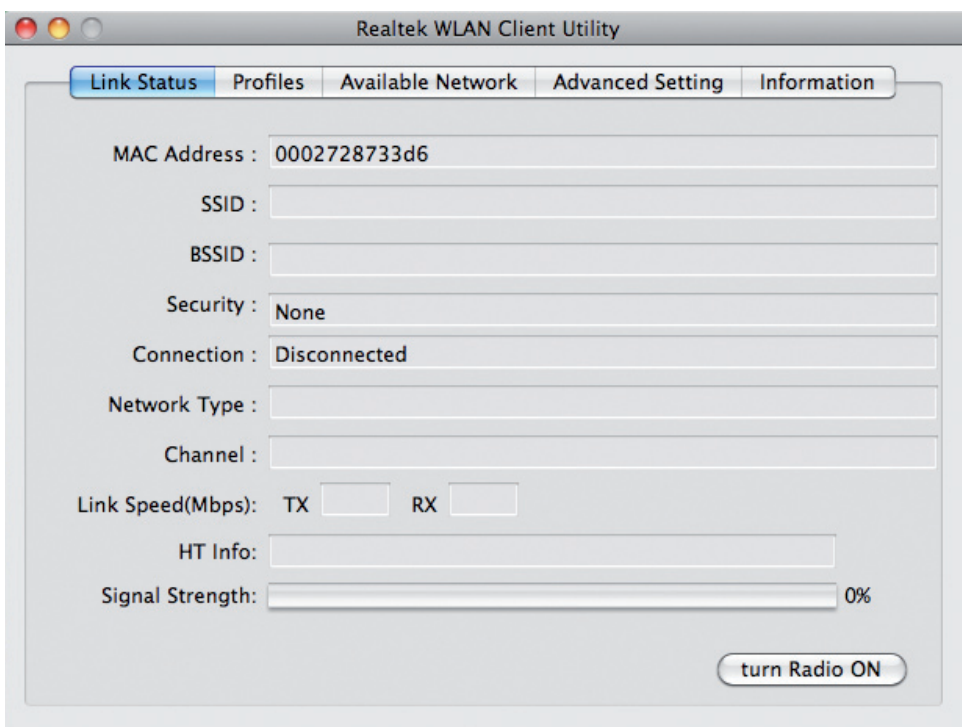 Realtek WLAN Client Utility
Link Status Profiles Available Network Advanced Setting Information
MAC Address : 0002728733d6
SSID :
BSSID :
Security : None
Connection : Disconnected
Network Type :
Channel :
Link Speed(Mbps): TX RX
HT Info:
Signal Strength: 0%
turn Radio ON